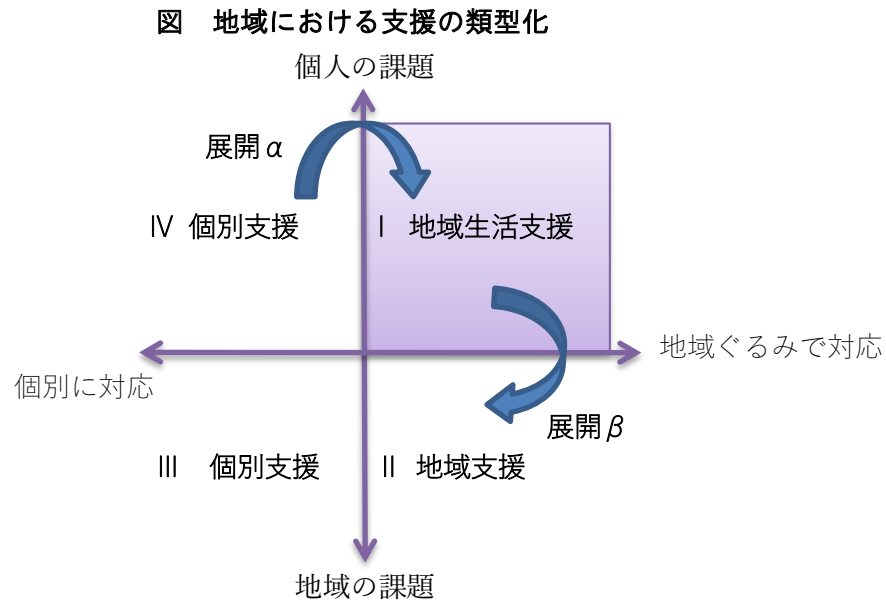 図　地域における支援の類型化
個人の課題
展開α
Ⅳ 個別支援
Ⅰ 地域生活支援
地域ぐるみで対応
個別に対応
展開β
Ⅲ 個別支援
Ⅱ 地域支援
地域の課題